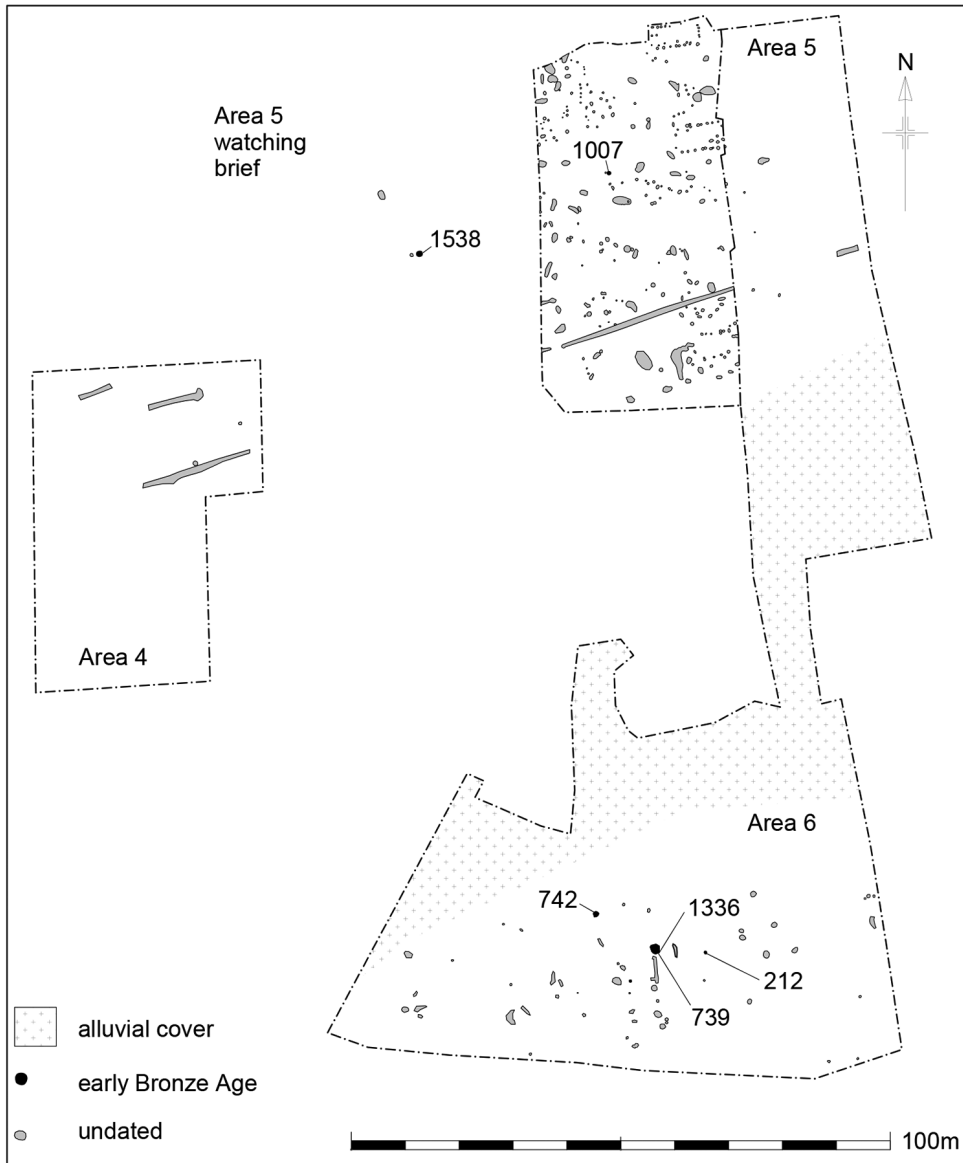 Area 5
N
Area 5
watching
brief
1007
1538
Area 4
Area 6
742
1336
212
739
alluvial cover
early Bronze Age
undated
100m